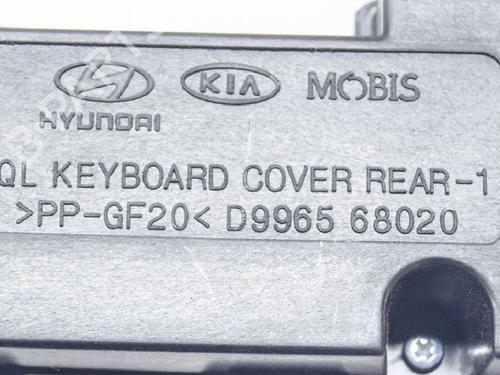 KIA MOBIS
HYUNDAI
QL KEYBOARD COVER REAR-1
>PP-GF20< D9965 68020